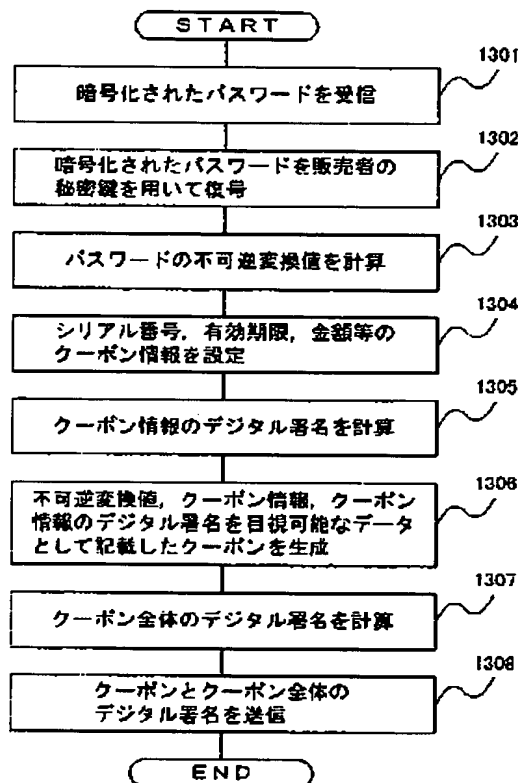 START
1301
暗号化されたパスワードを受信
1302
暗号化されたパスワードを販売者の
秘密鍵を用いて復号
1303
パスワードの不可逆変換値を計算
1304
シリアル番号，有効期限，金額等の
クーポン情報を設定
1305
クーポン情報のデジタル署名を計算
1306
不可逆変換値，クーポン情報，クーポン
情報のデジタル署名を目視可能なデータ
として記載したクーポンを生成
1307
クーポン全体のデジタル署名を計算
1308
クーポンとクーポン全体の
デジタル署名を送信
END